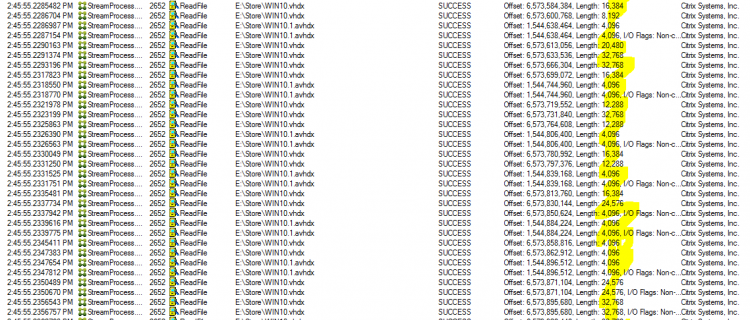 2:45:55.2285482 PM StreamProcess.... 2652 ReadFile E:\Store\WIN10.vhdx SUCCESS Offset: 6,573,584,384, Length: 16,384 Citrix Systems, Inc.
2:45:55.2286704 PM StreamProcess.... 2652 ReadFile E:\Store\WIN10.vhdx SUCCESS Offset: 6,573,600,768, Length: 8,192 Citrix Systems, Inc.
2:45:55.2286987 PM StreamProcess.... 2652 ReadFile E:\Store\WIN10.1.avhdx SUCCESS Offset: 1,544,638,464, Length: 4,096 Citrix Systems, Inc.
2:45:55.2287154 PM StreamProcess.... 2652 ReadFile E:\Store\WIN10.1.avhdx SUCCESS Offset: 1,544,638,464, Length: 4,096, I/O Flags: Non-c... Citrix Systems, Inc.
2:45:55.2290163 PM StreamProcess.... 2652 ReadFile E:\Store\WIN10.vhdx SUCCESS Offset: 6,573,613,056, Length: 20,480 Citrix Systems, Inc.
2:45:55.2291374 PM StreamProcess.... 2652 ReadFile E:\Store\WIN10.vhdx SUCCESS Offset: 6,573,633,536, Length: 32,768 Citrix Systems, Inc.
2:45:55.2293196 PM StreamProcess.... 2652 ReadFile E:\Store\WIN10.vhdx SUCCESS Offset: 6,573,666,304, Length: 32,768 Citrix Systems, Inc.
2:45:55.2317823 PM StreamProcess.... 2652 ReadFile E:\Store\WIN10.vhdx SUCCESS Offset: 6,573,699,072, Length: 16,384 Citrix Systems, Inc.
2:45:55.2318550 PM StreamProcess.... 2652 ReadFile E:\Store\WIN10.1.avhdx SUCCESS Offset: 1,544,744,960, Length: 4,096 Citrix Systems, Inc.
2:45:55.2318770 PM StreamProcess.... 2652 ReadFile E:\Store\WIN10.1.avhdx SUCCESS Offset: 1,544,744,960, Length: 4,096, I/O Flags: Non-c... Citrix Systems, Inc.
2:45:55.2321978 PM StreamProcess.... 2652 ReadFile E:\Store\WIN10.vhdx SUCCESS Offset: 6,573,719,552, Length: 12,288 Citrix Systems, Inc.
2:45:55.2323199 PM StreamProcess.... 2652 ReadFile E:\Store\WIN10.vhdx SUCCESS Offset: 6,573,731,840, Length: 32,768 Citrix Systems, Inc.
2:45:55.2325863 PM StreamProcess.... 2652 ReadFile E:\Store\WIN10.vhdx SUCCESS Offset: 6,573,764,608, Length: 12,288 Citrix Systems, Inc.
2:45:55.2326390 PM StreamProcess.... 2652 ReadFile E:\Store\WIN10.1.avhdx SUCCESS Offset: 1,544,806,400, Length: 4,096 Citrix Systems, Inc.
2:45:55.2326563 PM StreamProcess.... 2652 ReadFile E:\Store\WIN10.1.avhdx SUCCESS Offset: 1,544,806,400, Length: 4,096, I/O Flags: Non-c... Citrix Systems, Inc.
2:45:55.2330049 PM StreamProcess.... 2652 ReadFile E:\Store\WIN10.vhdx SUCCESS Offset: 6,573,780,992, Length: 16,384 Citrix Systems, Inc.
2:45:55.2331250 PM StreamProcess.... 2652 ReadFile E:\Store\WIN10.vhdx SUCCESS Offset: 6,573,797,376, Length: 12,288 Citrix Systems, Inc.
2:45:55.2331525 PM StreamProcess.... 2652 ReadFile E:\Store\WIN10.1.avhdx SUCCESS Offset: 1,544,839,168, Length: 4,096 Citrix Systems, Inc.
2:45:55.2331751 PM StreamProcess.... 2652 ReadFile E:\Store\WIN10.1.avhdx SUCCESS Offset: 1,544,839,168, Length: 4,096, I/O Flags: Non-c... Citrix Systems, Inc.
2:45:55.2335481 PM StreamProcess.... 2652 ReadFile E:\Store\WIN10.vhdx SUCCESS Offset: 6,573,813,760, Length: 16,384 Citrix Systems, Inc.
2:45:55.2337734 PM StreamProcess.... 2652 ReadFile E:\Store\WIN10.vhdx SUCCESS Offset: 6,573,830,144, Length: 24,576 Citrix Systems, Inc.
2:45:55.2337942 PM StreamProcess.... 2652 ReadFile E:\Store\WIN10.vhdx SUCCESS Offset: 6,573,850,624, Length: 4,096, I/O Flags: Non-c... Citrix Systems, Inc.
2:45:55.2339616 PM StreamProcess.... 2652 ReadFile E:\Store\WIN10.1.avhdx SUCCESS Offset: 1,544,884,224, Length: 4,096 Citrix Systems, Inc.
2:45:55.2339775 PM StreamProcess.... 2652 ReadFile E:\Store\WIN10.1.avhdx SUCCESS Offset: 1,544,884,224, Length: 4,096, I/O Flags: Non-c... Citrix Systems, Inc.
2:45:55.2345411 PM StreamProcess.... 2652 ReadFile E:\Store\WIN10.vhdx SUCCESS Offset: 6,573,858,816, Length: 4,096 Citrix Systems, Inc.
2:45:55.2347383 PM StreamProcess.... 2652 ReadFile E:\Store\WIN10.vhdx SUCCESS Offset: 6,573,862,912, Length: 4,096 Citrix Systems, Inc.
2:45:55.2347654 PM StreamProcess.... 2652 ReadFile E:\Store\WIN10.1.avhdx SUCCESS Offset: 1,544,896,512, Length: 4,096 Citrix Systems, Inc.
2:45:55.2347812 PM StreamProcess.... 2652 ReadFile E:\Store\WIN10.1.avhdx SUCCESS Offset: 1,544,896,512, Length: 4,096, I/O Flags: Non-c... Citrix Systems, Inc.
2:45:55.2350489 PM StreamProcess.... 2652 ReadFile E:\Store\WIN10.vhdx SUCCESS Offset: 6,573,871,104, Length: 24,576 Citrix Systems, Inc.
2:45:55.2350670 PM StreamProcess.... 2652 ReadFile E:\Store\WIN10.vhdx SUCCESS Offset: 6,573,871,104, Length: 24,576, I/O Flags: Non-c... Citrix Systems, Inc.
2:45:55.2356543 PM StreamProcess.... 2652 ReadFile E:\Store\WIN10.vhdx SUCCESS Offset: 6,573,895,680, Length: 32,768 Citrix Systems, Inc.
2:45:55.2356757 PM StreamProcess.... 2652 ReadFile E:\Store\WIN10.vhdx SUCCESS Offset: 6,573,895,680, Length: 32,768, I/O Flags: Non-c... Citrix Systems, Inc.